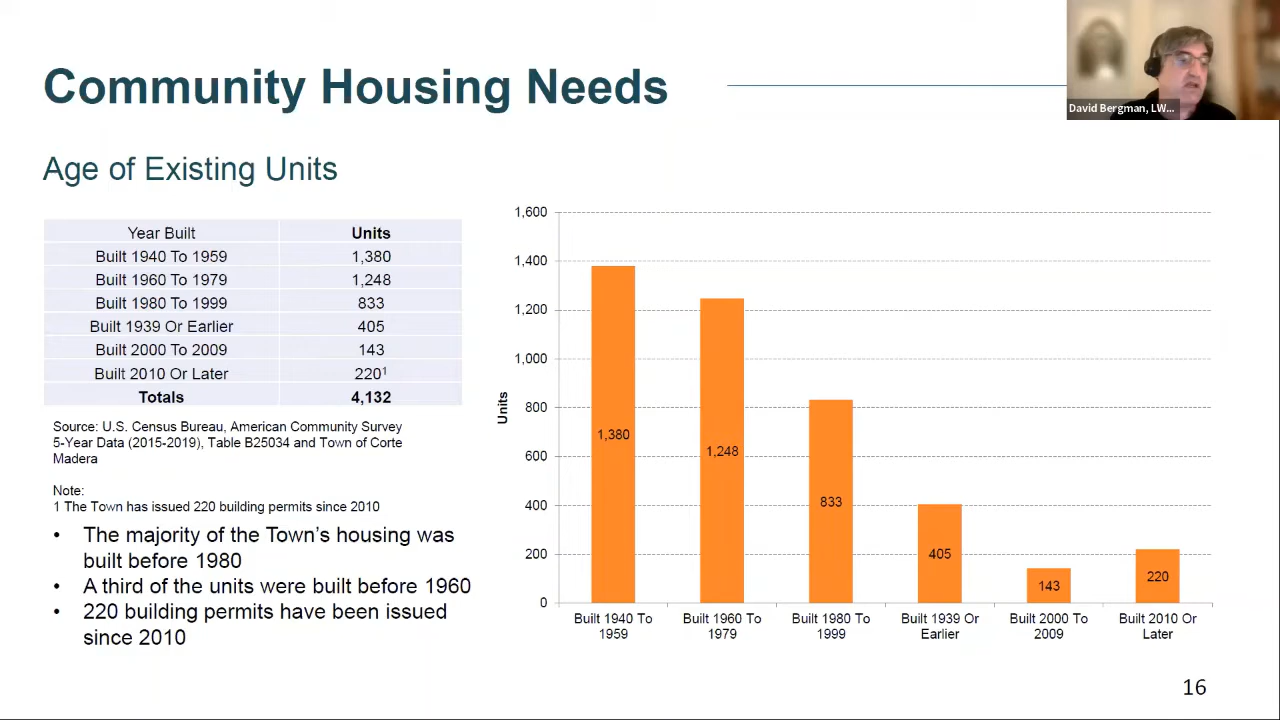 Community Housing Needs
David Bergman, LW...
Age of Existing Units
Year Built Units
Built 1940 To 1959 1,380
Built 1960 To 1979 1,248
Built 1980 To 1999 833
Built 1939 Or Earlier 405
Built 2000 To 2009 143
Built 2010 Or Later 220¹
Totals 4,132
Source: U.S. Census Bureau, American Community Survey
5-Year Data (2015-2019), Table B25034 and Town of Corte
Madera
Note:
1 The Town has issued 220 building permits since 2010
• The majority of the Town's housing was
built before 1980
• A third of the units were built before 1960
• 220 building permits have been issued
since 2010
Units
1,600
1,400
1,200
1,000
800
600
400
200
0
1,380
1,248
833
405
143
220
Built 1940 To
1959
Built 1960 To
1979
Built 1980 To
1999
Built 1939 Or
Earlier
Built 2000 To
2009
Built 2010 Or
Later
16